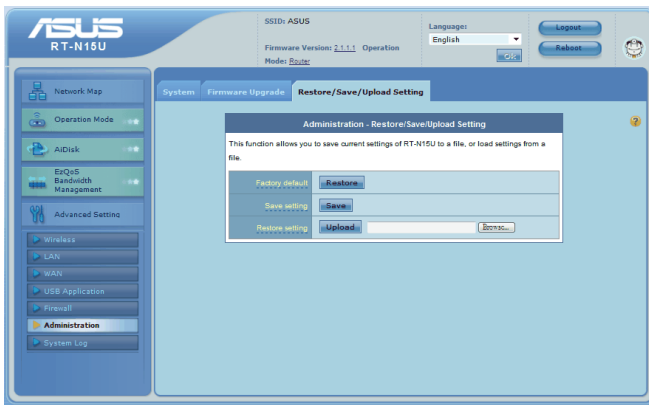 ASUS
RT-N15U
SSID: ASUS
Firmware Version: 2.1.1.1 Operation
Mode: Router
Language:
English
OK
Logout
Reboot
Network Map
Operation Mode
AiDisk
EzQoS
Bandwidth
Management
Advanced Setting
Wireless
LAN
WAN
USB Application
Firewall
Administration
System Log
System
Firmware Upgrade
Restore/Save/Upload Setting
Administration - Restore/Save/Upload Setting
This function allows you to save current settings of RT-N15U to a file, or load settings from a
file.
Factory default
Restore
Save setting
Save
Restore setting
Upload
Browse...